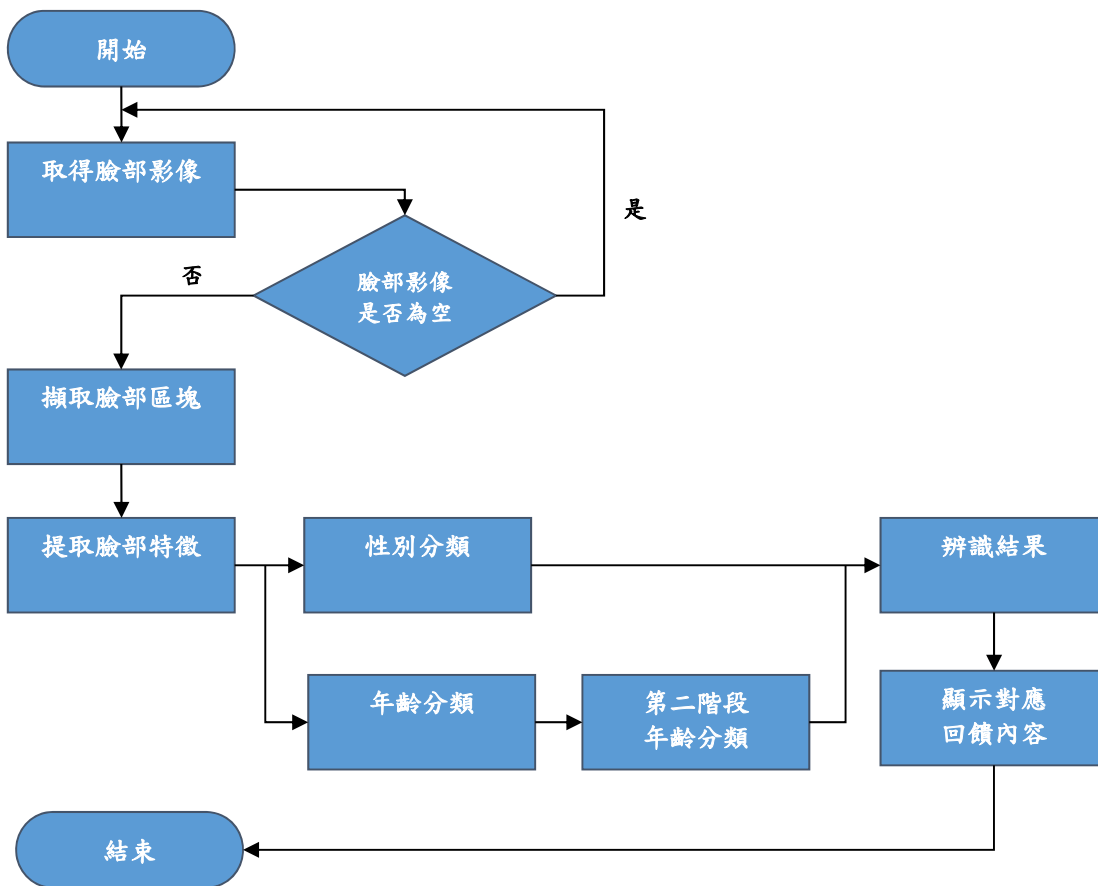 開始
取得臉部影像
是
否
臉部影像
是否為空
擷取臉部區塊
提取臉部特徵
性別分類
辨識結果
年齡分類
第二階段
年齡分類
顯示對應
回饋內容
結束